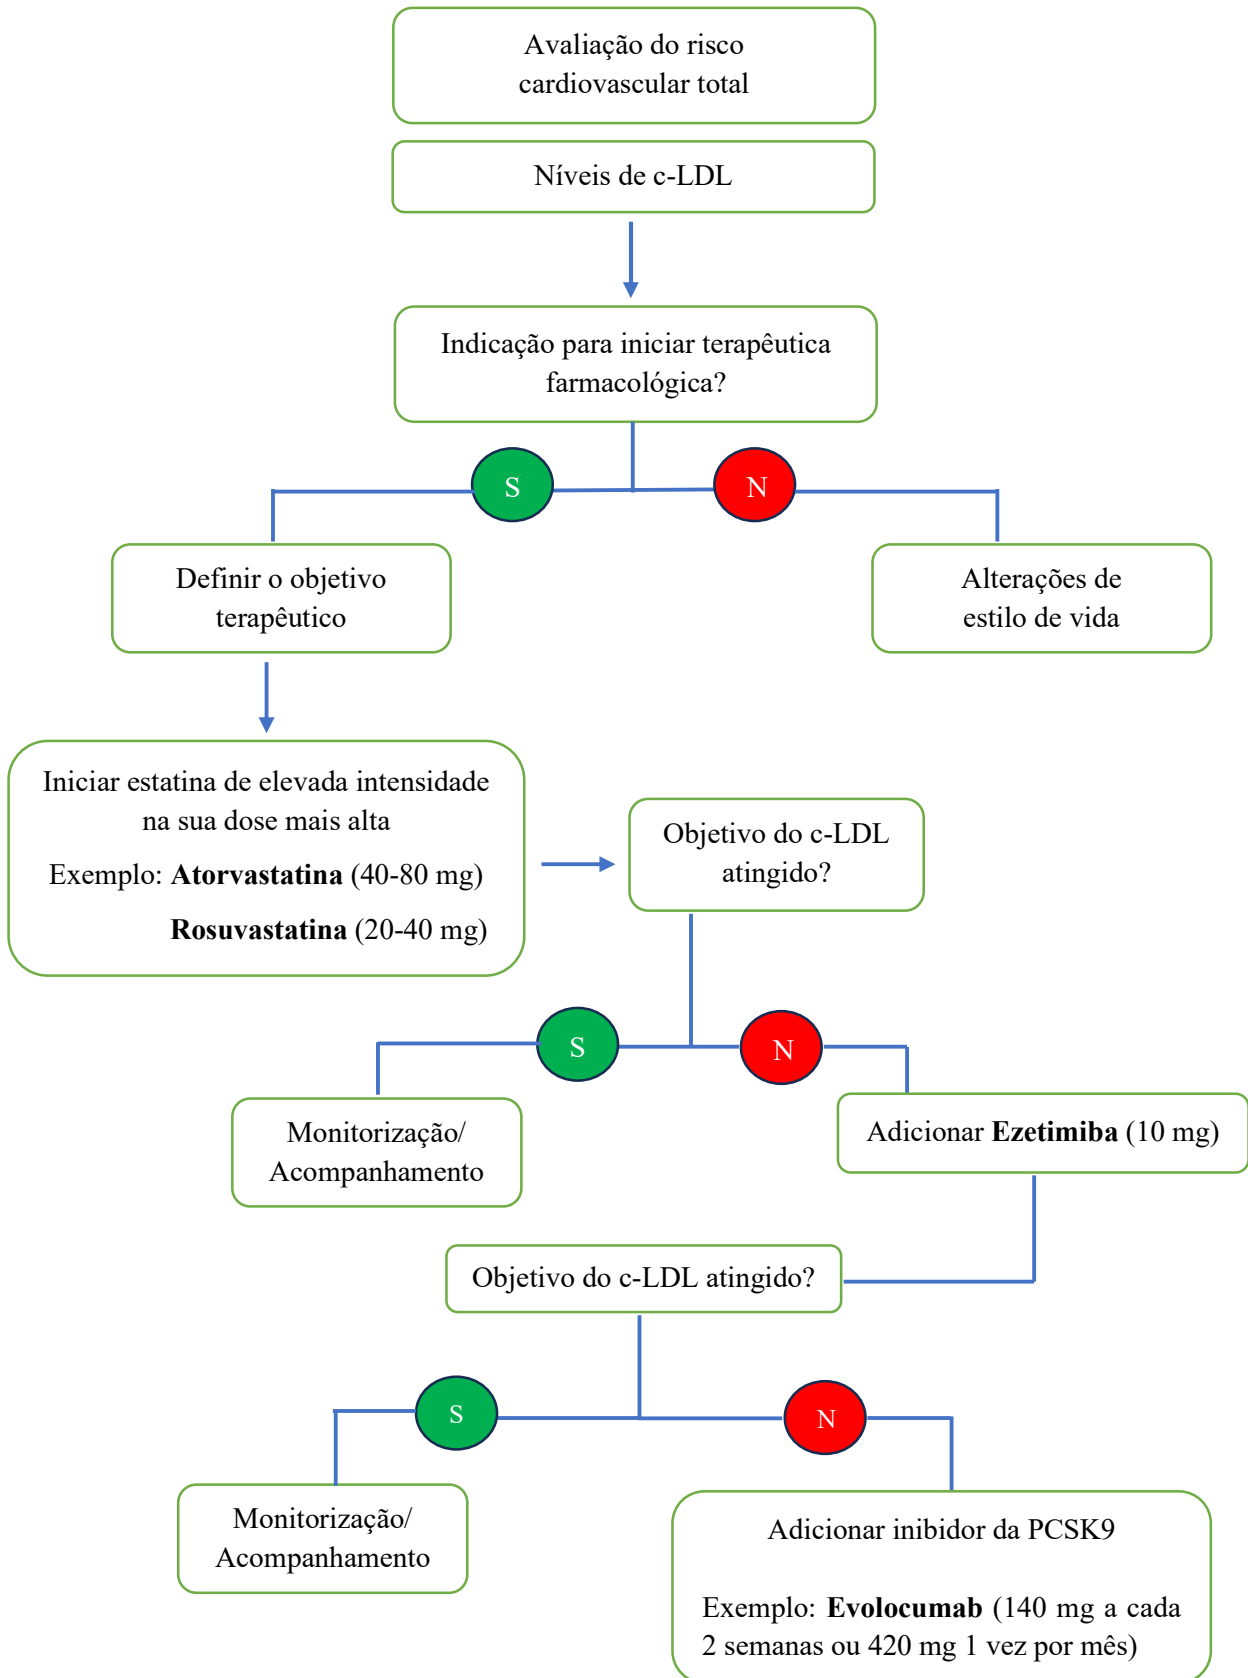 Avaliação do risco
cardiovascular total
Níveis de c-LDL
Indicação para iniciar terapêutica
farmacológica?
S
N
Definir o objetivo
terapêutico
Alterações de
estilo de vida
Iniciar estatina de elevada intensidade
na sua dose mais alta
Exemplo: Atorvastatina (40-80 mg)
Rosuvastatina (20-40 mg)
Objetivo do c-LDL
atingido?
S
N
Monitorização/
Acompanhamento
Adicionar Ezetimiba (10 mg)
Objetivo do c-LDL atingido?
S
N
Monitorização/
Acompanhamento
Adicionar inibidor da PCSK9
Exemplo: Evolocumab (140 mg a cada
2 semanas ou 420 mg 1 vez por mês)